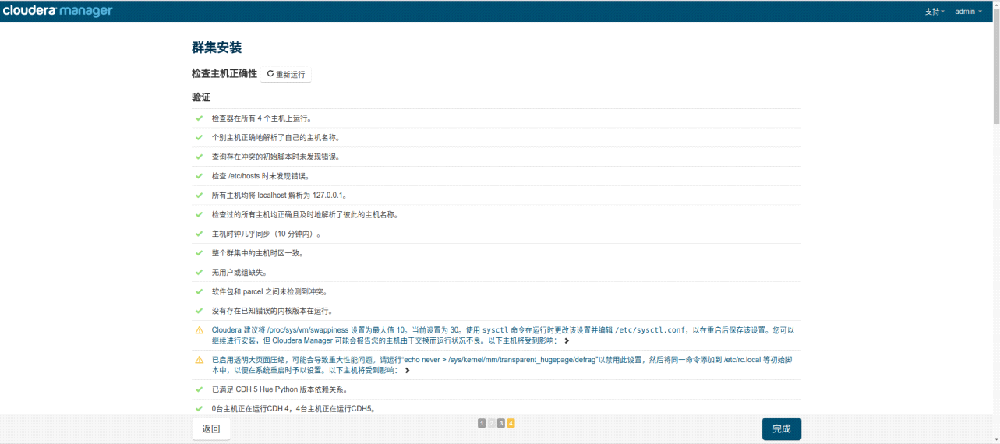 cloudera manager
支持 admin
群集安装
检查主机正确性 重新运行
验证
检查器在所有 4 个主机上运行。
个别主机正确地解析了自己的主机名称。
查询存在冲突的初始脚本时未发现错误。
检查 /etc/hosts 时未发现错误。
所有主机均将 localhost 解析为 127.0.0.1。
检查过的所有主机均正确且及时地解析了彼此的主机名称。
主机时钟几乎同步（10 分钟内）。
整个群集中的主机时区一致。
无用户或组缺失。
软件包和 parcel 之间未检测到冲突。
没有存在已知错误的内核版本在运行。
Cloudera 建议将 /proc/sys/vm/swappiness 设置为最大值 10。当前设置为 30。使用 sysctl 命令在运行时更改该设置并编辑 /etc/sysctl.conf，以在重启后保存该设置。您可以
继续进行安装，但 Cloudera Manager 可能会报告您的主机由于交换而运行状况不良。以下主机将受到影响：
已启用透明大页面压缩，可能会导致重大性能问题。请运行“echo never > /sys/kernel/mm/transparent_hugepage/defrag”以禁用此设置，然后将同一命令添加到 /etc/rc.local 等初始脚
本中，以便在系统重启时予以设置。以下主机将受到影响：
已满足 CDH 5 Hue Python 版本依赖关系。
0台主机正在运行CDH 4，4台主机正在运行CDH5。
返回 1 2 3 4 完成